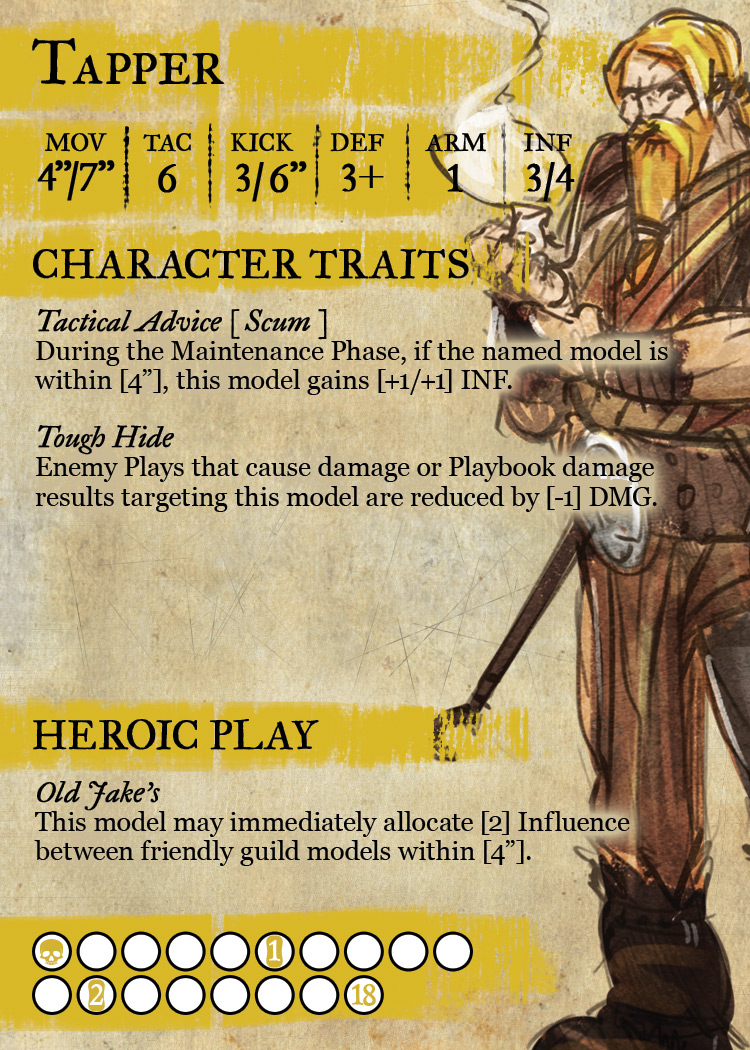 TAPPER
MOV TAC KICK DEF ARM INF
4”/7” 6 3/6” 3+ 1 3/4
CHARACTER TRAITS
Tactical Advice [ Scum ]
During the Maintenance Phase, if the named model is
within [4”], this model gains [+1/+1] INF.
Tough Hide
Enemy Plays that cause damage or Playbook damage
results targeting this model are reduced by [-1] DMG.
HEROIC PLAY
Old Jake’s
This model may immediately allocate [2] Influence
between friendly guild models within [4”].
1
2 18